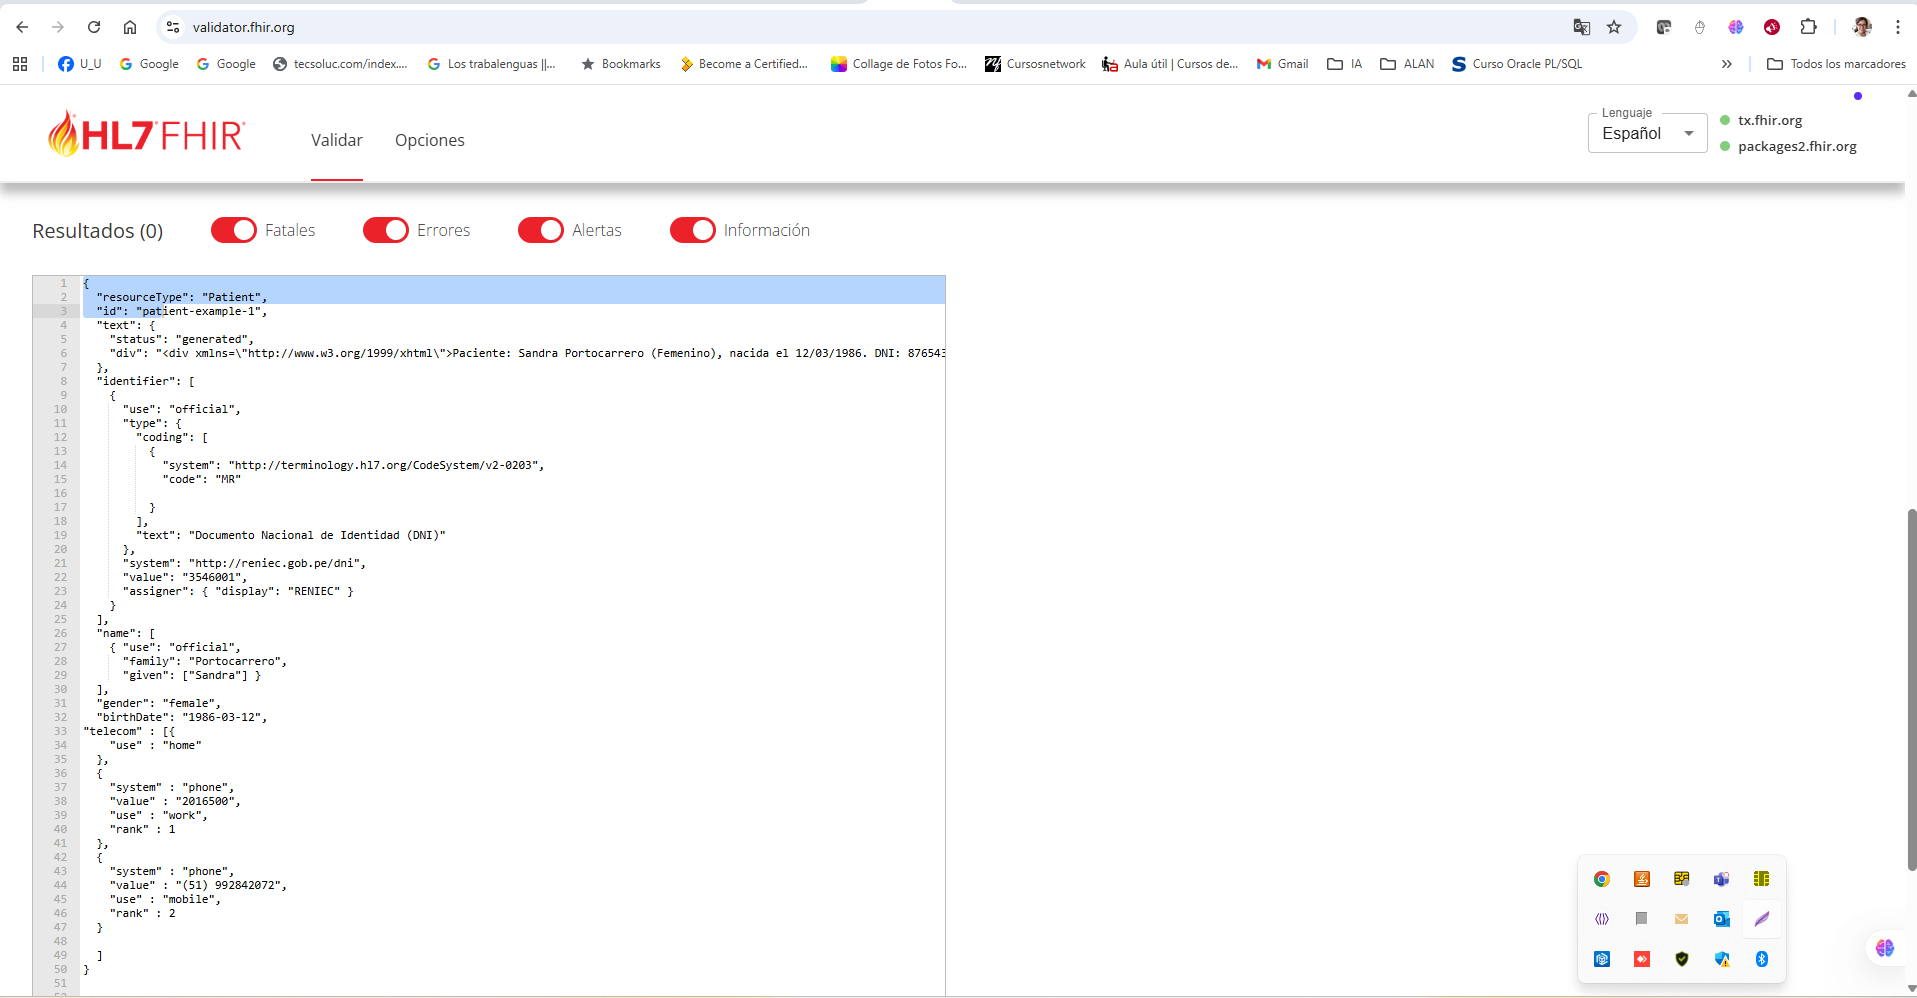 validator.fhir.org
U_U
Google
Google
tecsoluc.com/index....
Los trabalenguas ||...
Bookmarks
Become a Certified...
Collage de Fotos Fo...
Cursosnetwork
Aula útil | Cursos de...
Gmail
IA
ALAN
Curso Oracle PL/SQL
»
Todos los marcadores
HL7 FHIR
Validar
Opciones
Lenguaje
Español
tx.fhir.org
packages2.fhir.org
Resultados (0)
Fatales
Errores
Alertas
Información
1 {
2 "resourceType": "Patient",
3 "id": "patient-example-1",
4 "text": {
5 "status": "generated",
6 "div": "<div xmlns=\"http://www.w3.org/1999/xhtml\">Paciente: Sandra Portocarrero (Femenino), nacida el 12/03/1986. DNI: 876543
7 },
8 "identifier": [
9 {
10 "use": "official",
11 "type": {
12 "coding": [
13 {
14 "system": "http://terminology.hl7.org/CodeSystem/v2-0203",
15 "code": "MR"
16
17 }
18 ],
19 "text": "Documento Nacional de Identidad (DNI)"
20 },
21 "system": "http://reniec.gob.pe/dni",
22 "value": "3546001",
23 "assigner": { "display": "RENIEC" }
24 }
25 ],
26 "name": [
27 { "use": "official",
28 "family": "Portocarrero",
29 "given": ["Sandra"] }
30 ],
31 "gender": "female",
32 "birthDate": "1986-03-12",
33 "telecom" : [{
34 "use" : "home"
35 },
36 {
37 "system" : "phone",
38 "value" : "2016500",
39 "use" : "work",
40 "rank" : 1
41 },
42 {
43 "system" : "phone",
44 "value" : "(51) 992842072",
45 "use" : "mobile",
46 "rank" : 2
47 }
48
49 ]
50 }
51